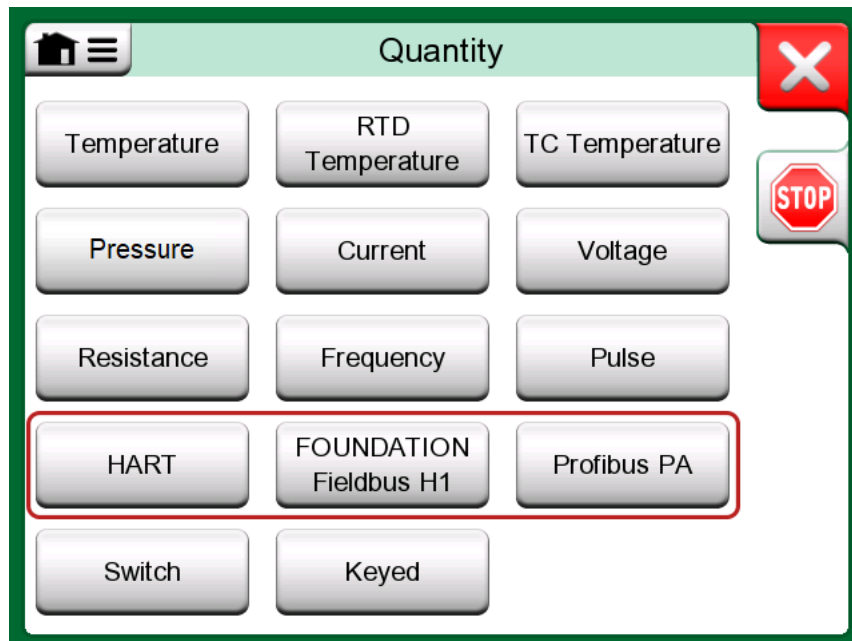 Quantity
Temperature
RTD
Temperature
TC Temperature
STOP
Pressure
Current
Voltage
Resistance
Frequency
Pulse
HART
FOUNDATION
Fieldbus H1
Profibus PA
Switch
Keyed